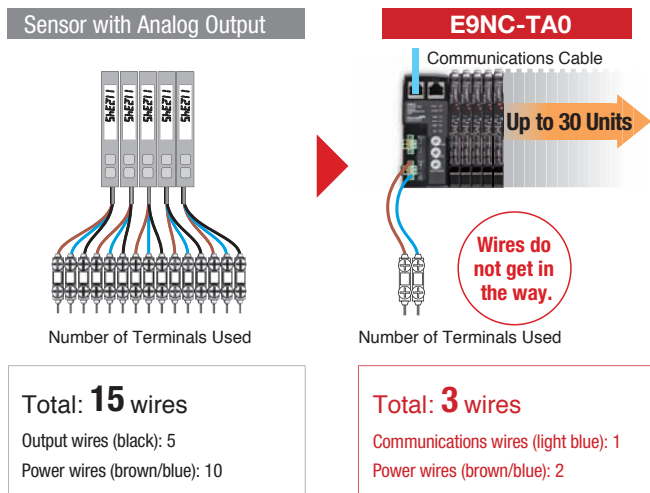 Sensor with Analog Output
E9NC-TA0
Communications Cable
Up to 30 Units
Wires do
not get in
the way.
Number of Terminals Used
Number of Terminals Used
Total: 15 wires
Output wires (black): 5
Power wires (brown/blue): 10
Total: 3 wires
Communications wires (light blue): 1
Power wires (brown/blue): 2